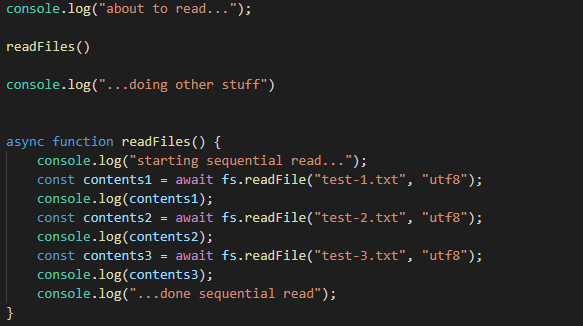 console.log("about to read...");
readFiles()
console.log("...doing other stuff")
async function readFiles() {
console.log("starting sequential read...");
const contents1 = await fs.readFile("test-1.txt", "utf8");
console.log(contents1);
const contents2 = await fs.readFile("test-2.txt", "utf8");
console.log(contents2);
const contents3 = await fs.readFile("test-3.txt", "utf8");
console.log(contents3);
console.log("...done sequential read");
}